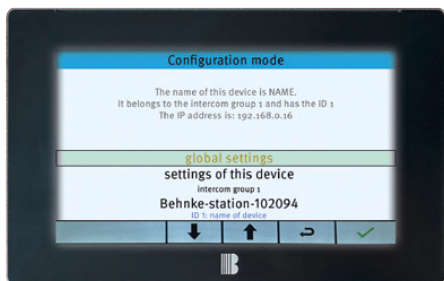 Configuration mode
The name of this device is NAME.
It belongs to the intercom group 1 and has the ID 1
The IP address is: 192.168.0.16
global settings
settings of this device
intercom group 1
Behnke-station-102094
ID 1: name of device